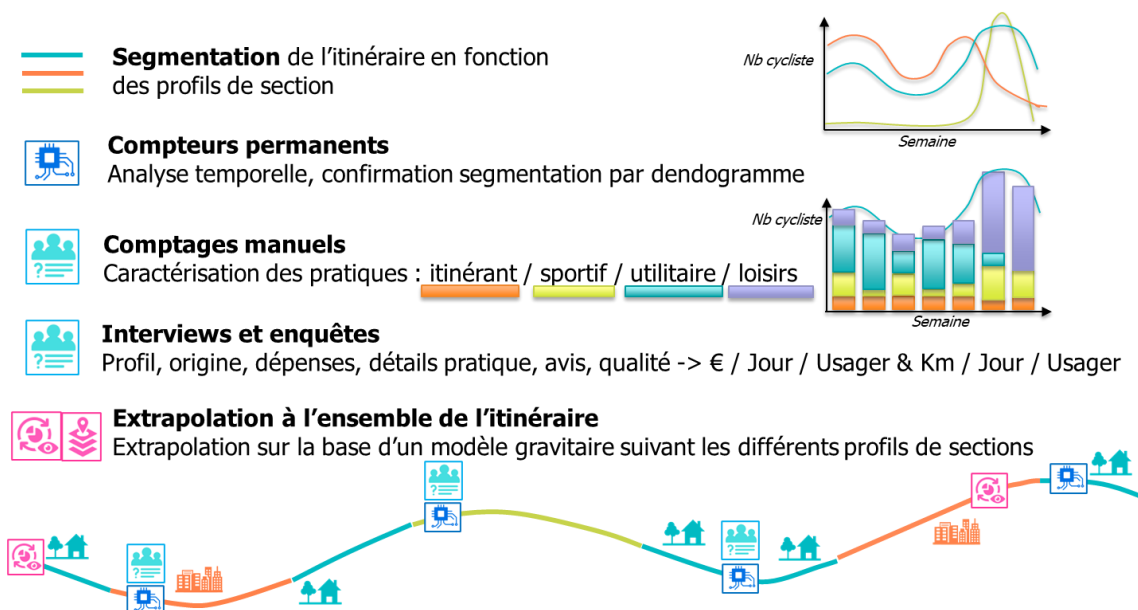 Segmentation de l'itinéraire en fonction
des profils de section
Nb cycliste
Semaine
Compteurs permanents
Analyse temporelle, confirmation segmentation par dendogramme
Nb cycliste
Comptages manuels
Caractérisation des pratiques : itinérant / sportif / utilitaire / loisirs
Semaine
Interviews et enquêtes
Profil, origine, dépenses, détails pratique, avis, qualité -> € / Jour / Usager & Km / Jour / Usager
Extrapolation à l'ensemble de l'itinéraire
Extrapolation sur la base d'un modèle gravitaire suivant les différents profils de sections